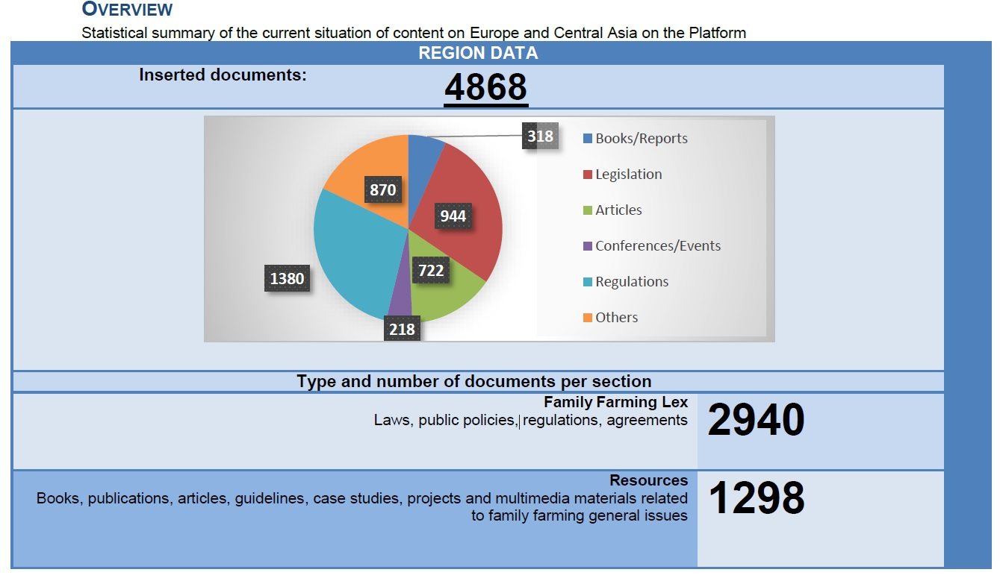 OVERVIEW
Statistical summary of the current situation of content on Europe and Central Asia on the Platform
REGION DATA
Inserted documents:
4868
318
870
944
722
1380
218
Books/Reports
Legislation
Articles
Conferences/Events
Regulations
Others
Type and number of documents per section
Family Farming Lex
Laws, public policies, regulations, agreements
2940
Resources
Books, publications, articles, guidelines, case studies, projects and multimedia materials related
to family farming general issues
1298